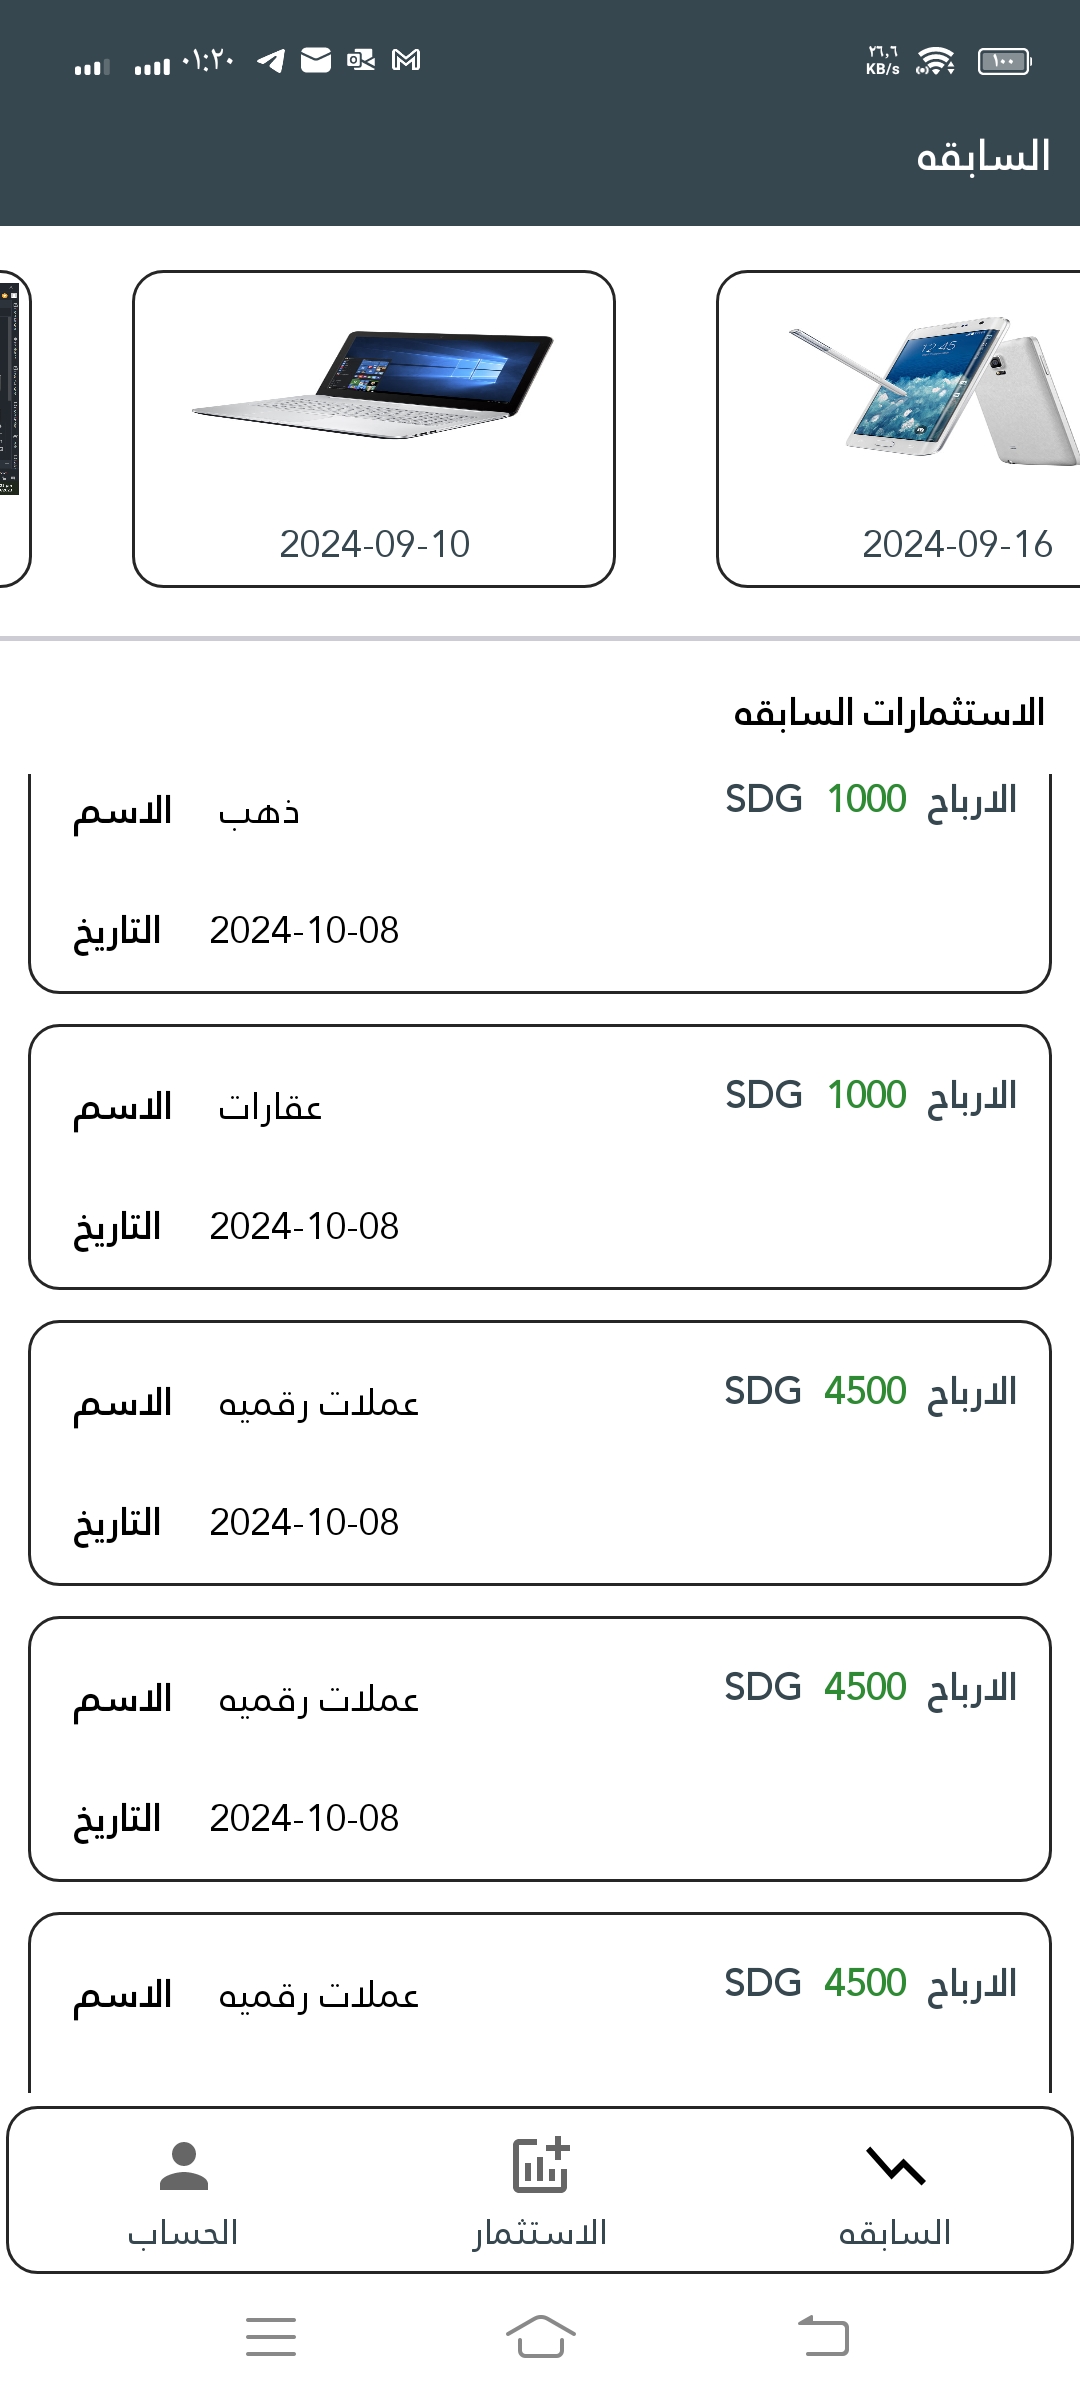 ٠١:٢٠
٢٦,٦ KB/s
١٠٠
السابقه
2024-09-10
2024-09-16
12 45
الاستثمارات السابقه
الارباح 1000 SDG
الاسم ذهب
التاريخ 2024-10-08
الارباح 1000 SDG
الاسم عقارات
التاريخ 2024-10-08
الارباح 4500 SDG
الاسم عملات رقميه
التاريخ 2024-10-08
الارباح 4500 SDG
الاسم عملات رقميه
التاريخ 2024-10-08
الارباح 4500 SDG
الاسم عملات رقميه
السابقه
الاستثمار
الحساب